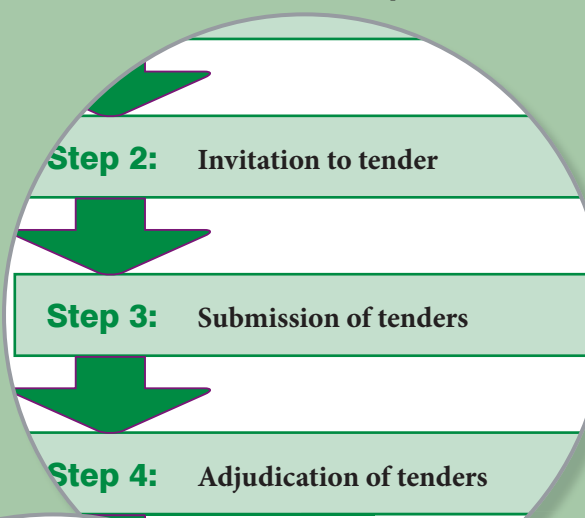 Step 2: Invitation to tender
Step 3: Submission of tenders
Step 4: Adjudication of tenders